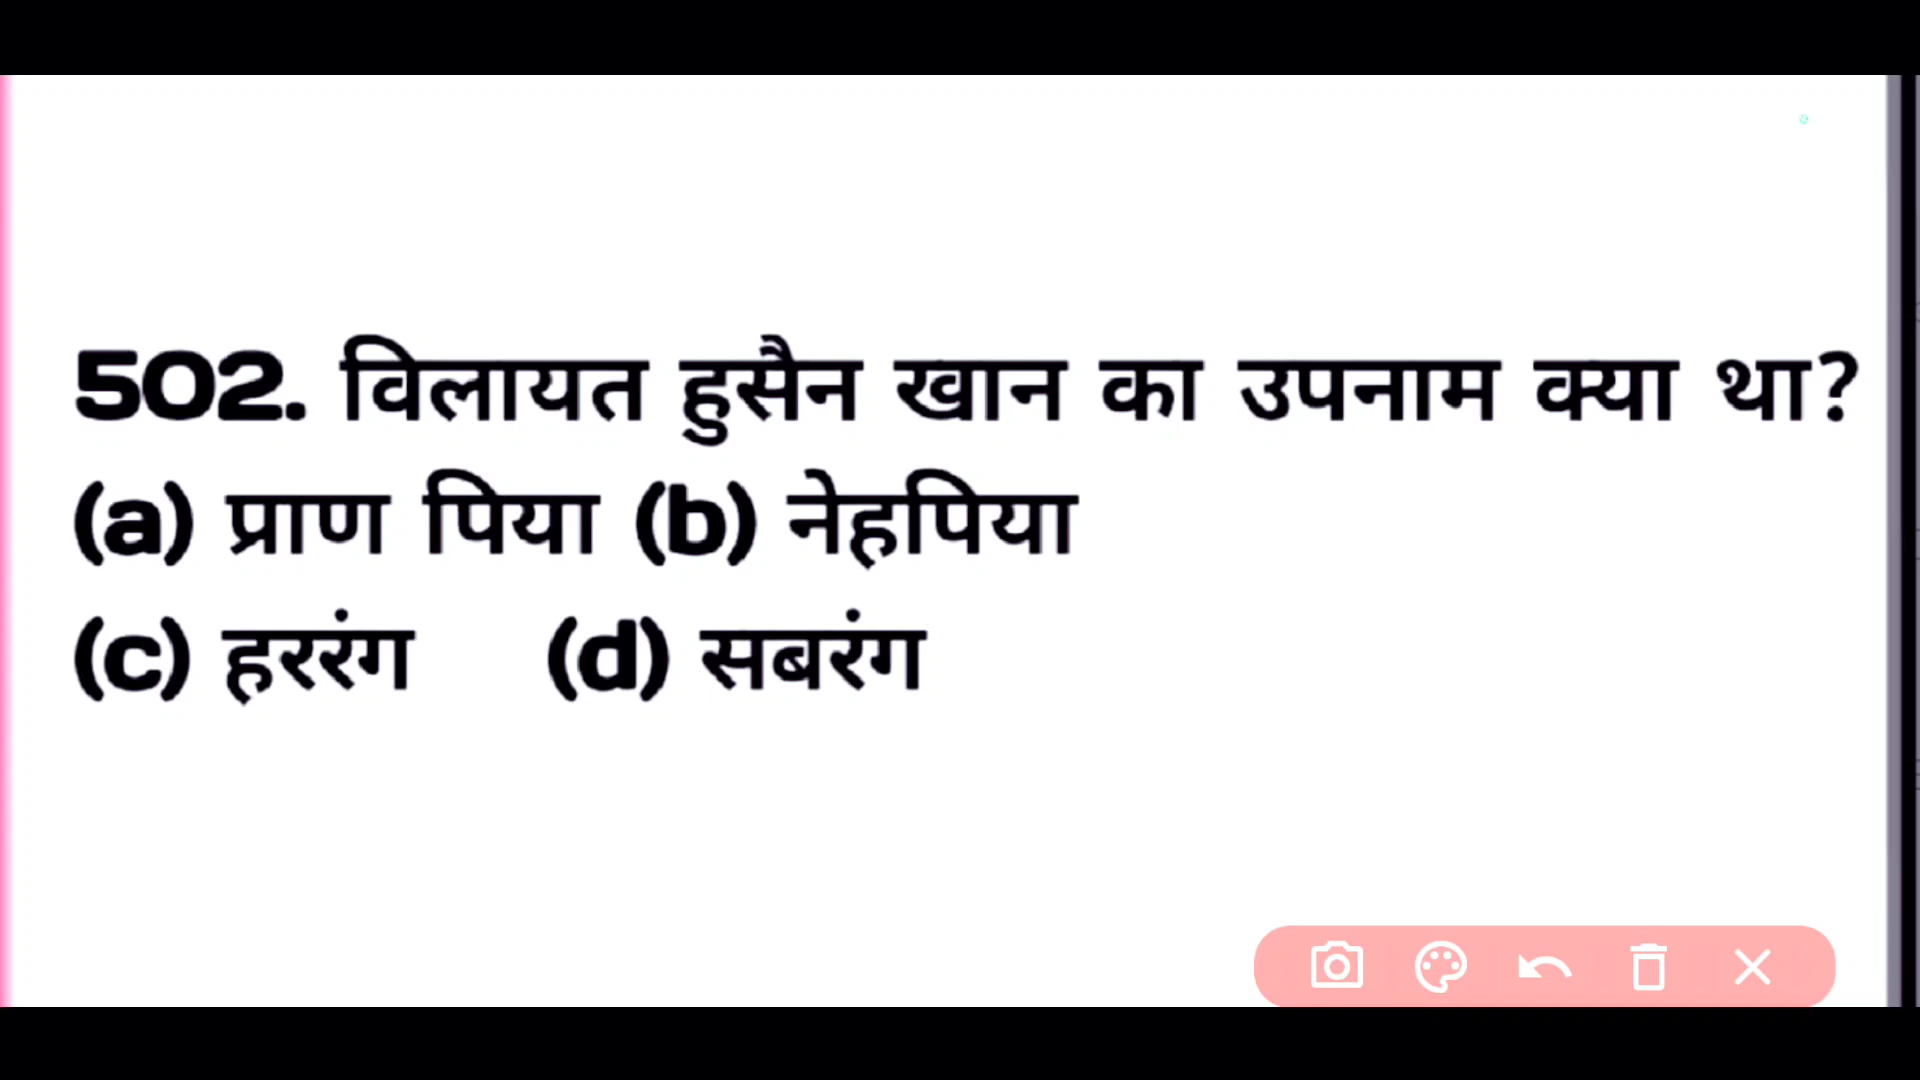 502. विलायत हुसैन खान का उपनाम क्या था?
(a) प्राण पिया (b) नेहपिया
(c) हररंग (d) सबरंग